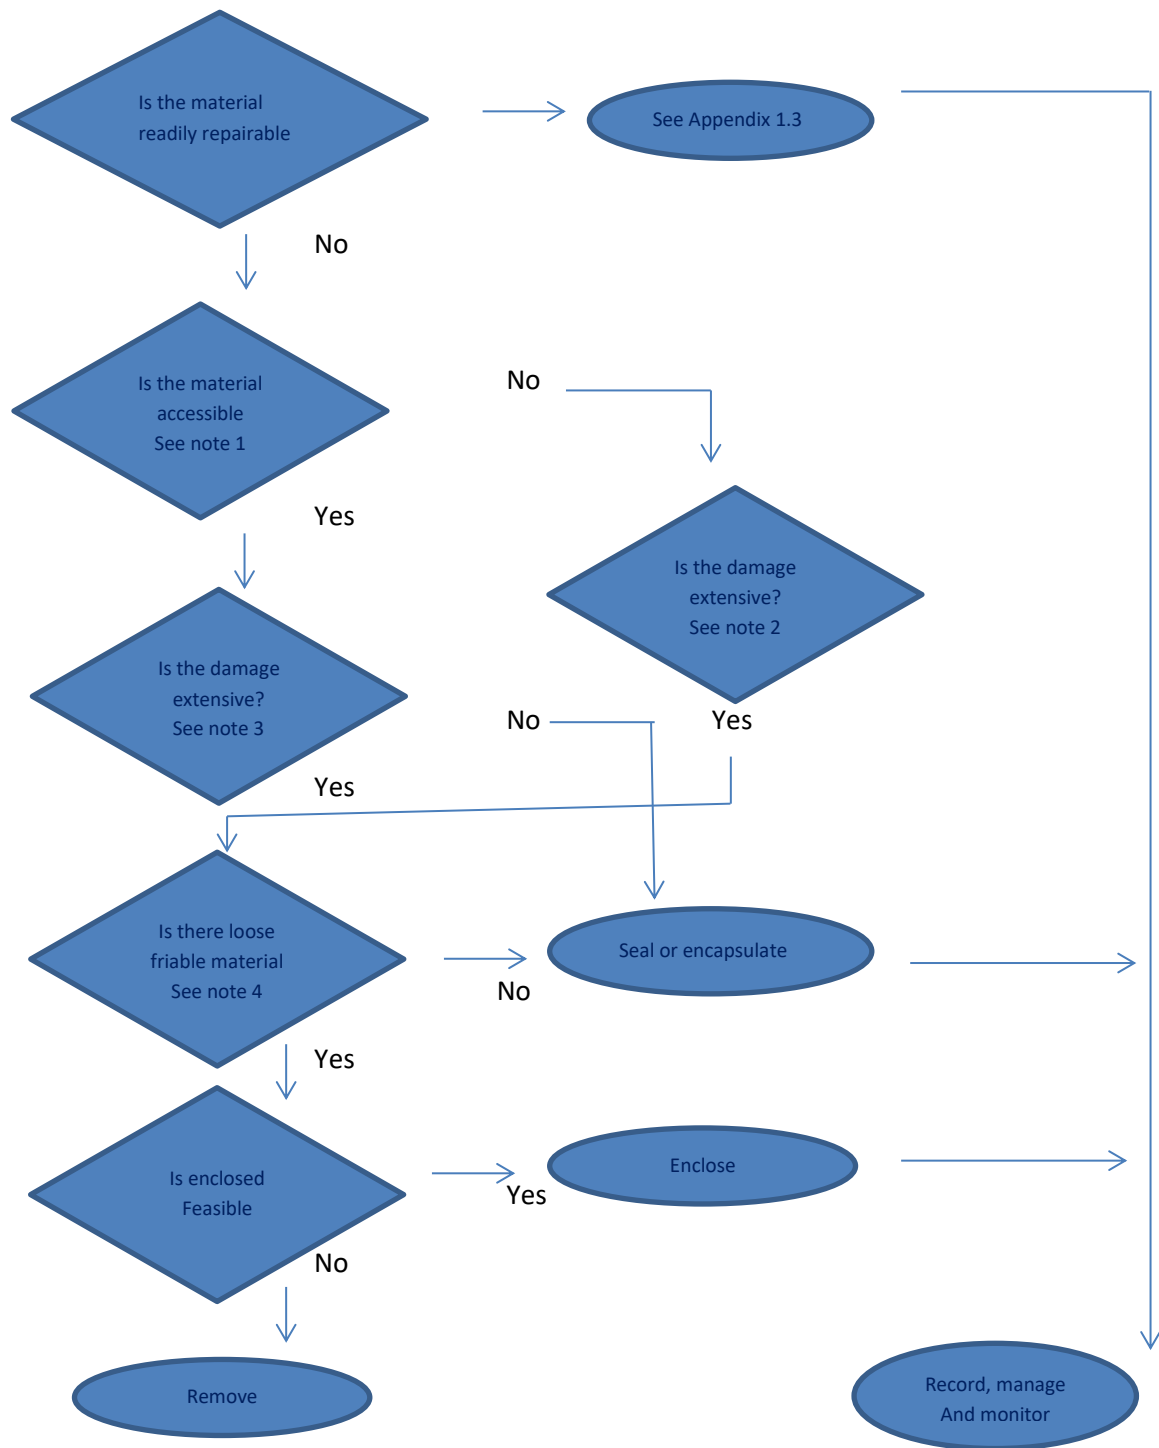 Is the material
readily repairable
See Appendix 1.3
No
Is the material
accessible
See note 1
No
Yes
Is the damage
extensive?
See note 2
Is the damage
extensive?
See note 3
No
Yes
Yes
Is there loose
friable material
See note 4
No
Seal or encapsulate
Yes
Is enclosed
Feasible
Yes
Enclose
No
Remove
Record, manage
And monitor